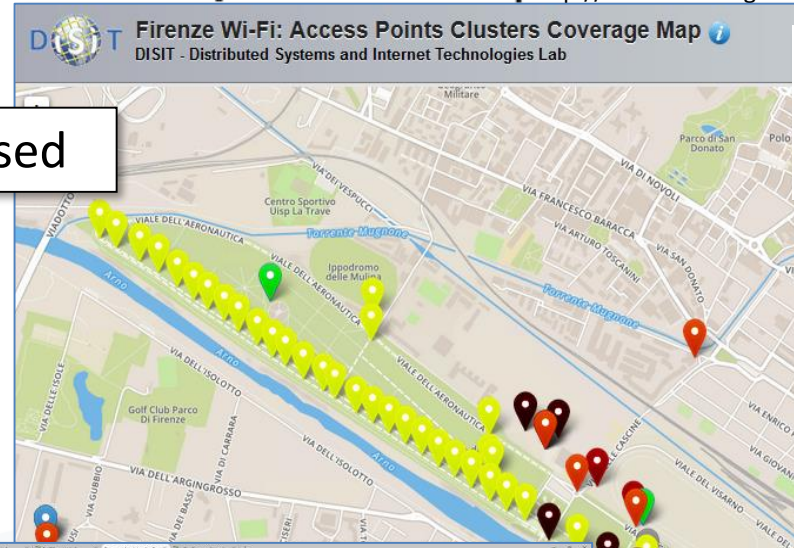 Firenze Wi-Fi: Access Points Clusters Coverage Map
DISIT
DISIT - Distributed Systems and Internet Technologies Lab
sed
Militare
Parco di San
Donato
Polo
VIA DI NOVOLI
VIA DEI VESPUCCI
Centro Sportivo
Uisp La Trave
VIA FRANCESCO BARACCA
VIADOTTO
VIALE DELL'AERONAUTICA
Torrente Mugnone
VIA ARTURO TOSCANINI
VIA SAN DONATO
Ippodromo
delle Mulina
VIALE DELL'AERONAUTICA
Arno
Torrente Mugnone
VIA DELLE ISOLE
Arno
VIA DELL'ISOLOTTO
VIALE DELL'AERONAUTICA
Golf Club Parco
Di Firenze
VIA DI CARRARA
VIA ENRICO
VIA DELL'ISOLOTTO
LE CASCINE
VIA GIOVAN
VIA DELL'ARGINGROSSO
Arno
VIALE DEL VISARNO
VIA GUBBIO
VIA DEI BASSI